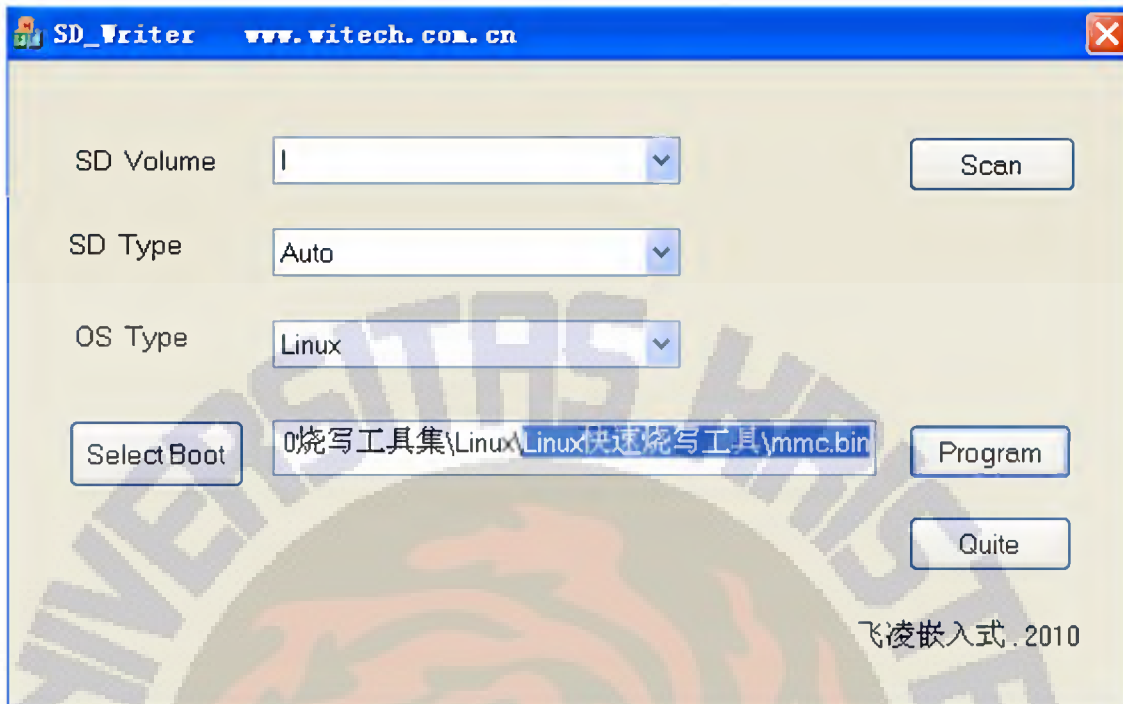 SD_Writer www.witech.com.cn
SD Volume I Scan
SD Type Auto
OS Type Linux
Select Boot 0烧写工具集\Linux\Linux快速烧写工具\mmc.bin Program
Quite
飞凌嵌入式.2010
UNIVERSITAS KRISTE